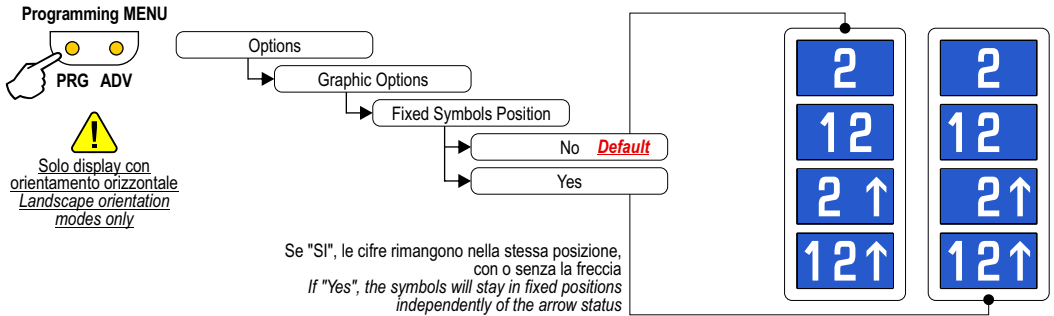 Programming MENU
PRG ADV
Solo display con
orientamento orizzontale
Landscape orientation
modes only
Options
Graphic Options
Fixed Symbols Position
No Default
Yes
Se "SI", le cifre rimangono nella stessa posizione,
con o senza la freccia
If "Yes", the symbols will stay in fixed positions
independently of the arrow status
2
12
2 ↑
12↑
2
12
2↑
12↑